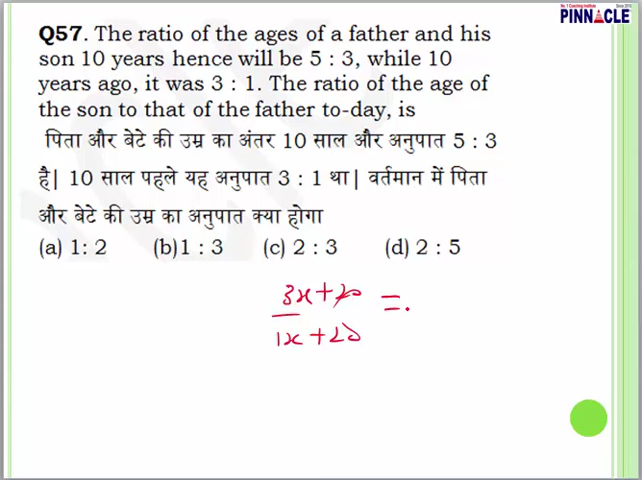 No. 1 Coaching Institute Since 2010
PINNACLE
Q57. The ratio of the ages of a father and his
son 10 years hence will be 5 : 3, while 10
years ago, it was 3 : 1. The ratio of the age of
the son to that of the father to-day, is
पिता और बेटे की उम्र का अंतर 10 साल और अनुपात 5 : 3
है| 10 साल पहले यह अनुपात 3 : 1 था| वर्तमान में पिता
और बेटे की उम्र का अनुपात क्या होगा
(a) 1: 2 (b)1 : 3 (c) 2 : 3 (d) 2 : 5
3x+20 =.
1x+20